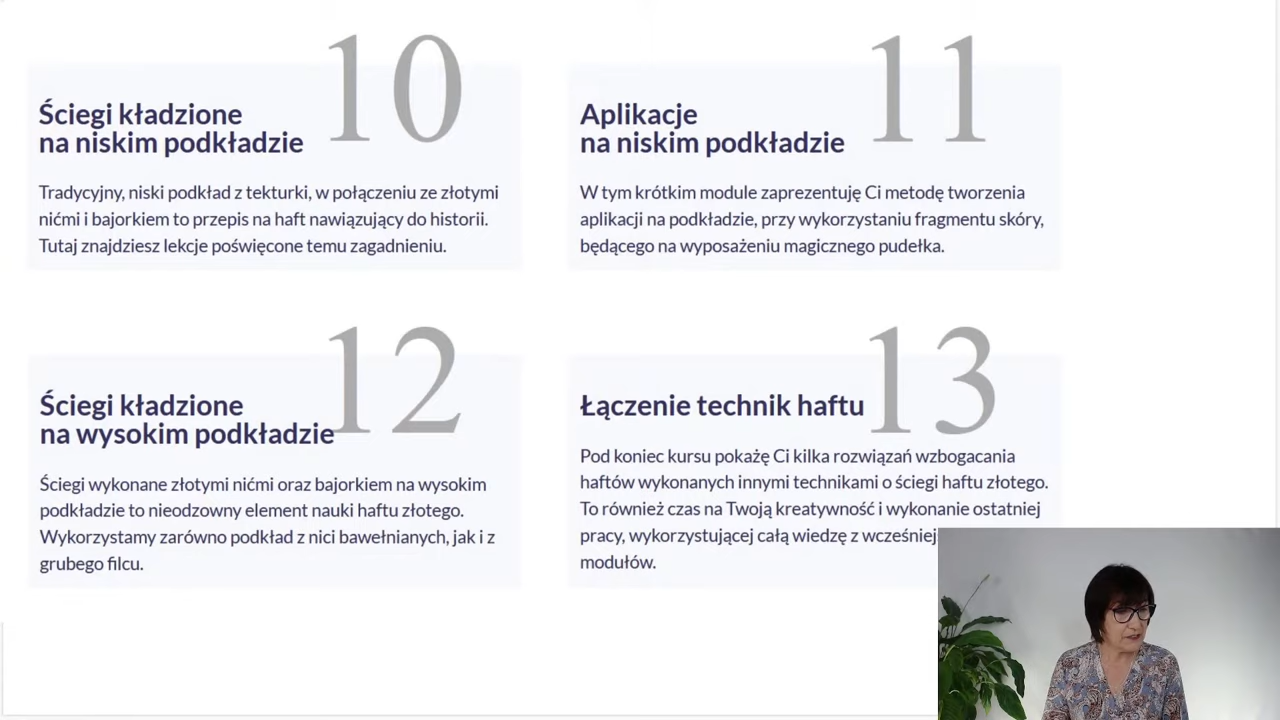 10
Ściegi kładzione
na niskim podkładzie
Tradycyjny, niski podkład z tekturki, w połączeniu ze złotymi
nićmi i bajorkiem to przepis na haft nawiązujący do historii.
Tutaj znajdziesz lekcje poświęcone temu zagadnieniu.
11
Aplikacje
na niskim podkładzie
W tym krótkim module zaprezentuję Ci metodę tworzenia
aplikacji na podkładzie, przy wykorzystaniu fragmentu skóry,
będącego na wyposażeniu magicznego pudełka.
12
Ściegi kładzione
na wysokim podkładzie
Ściegi wykonane złotymi nićmi oraz bajorkiem na wysokim
podkładzie to nieodzowny element nauki haftu złotego.
Wykorzystamy zarówno podkład z nici bawełnianych, jak i z
grubego filcu.
13
Łączenie technik haftu
Pod koniec kursu pokażę Ci kilka rozwiązań wzbogacania
haftów wykonanych innymi technikami o ściegi haftu złotego.
To również czas na Twoją kreatywność i wykonanie ostatniej
pracy, wykorzystującej całą wiedzę z wcześniej
modułów.